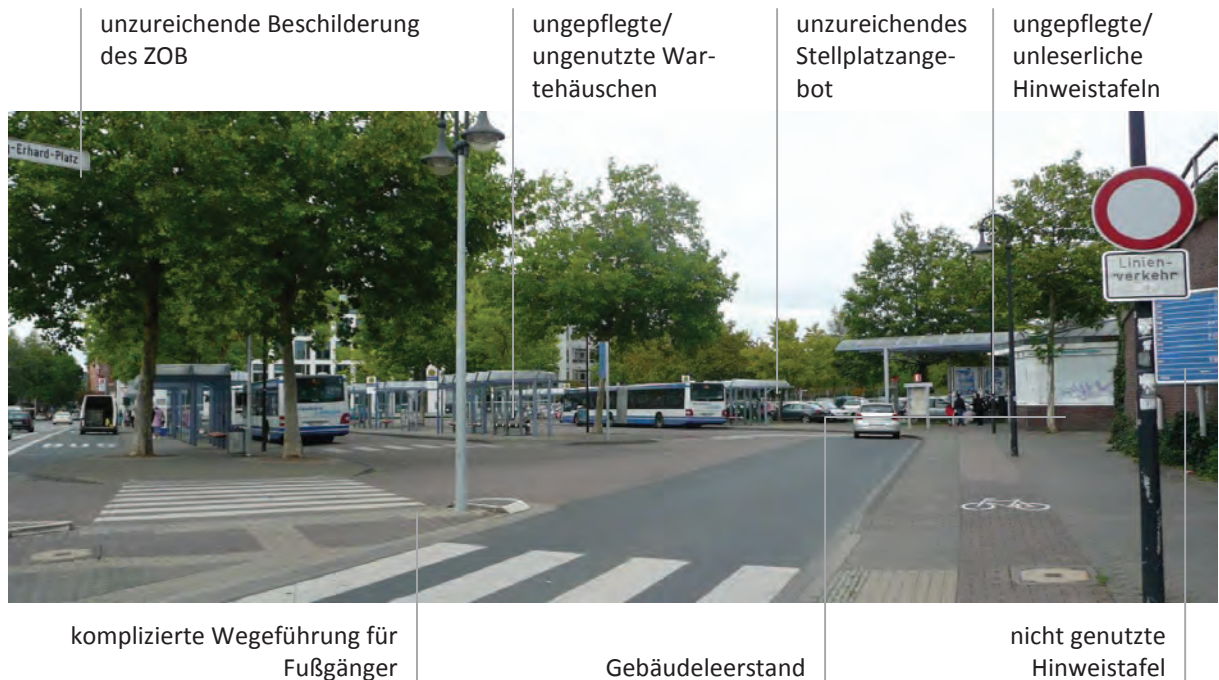 unzureichende Beschilderung
des ZOB
ungepflegte/
ungenutzte War-
tehäuschen
unzureichendes
Stellplatzange-
bot
ungepflegte/
unleserliche
Hinweistafeln
-Erhard-Platz
Linien-
verkehr
komplizierte Wegeführung für
Fußgänger
Gebäudeleerstand
nicht genutzte
Hinweistafel